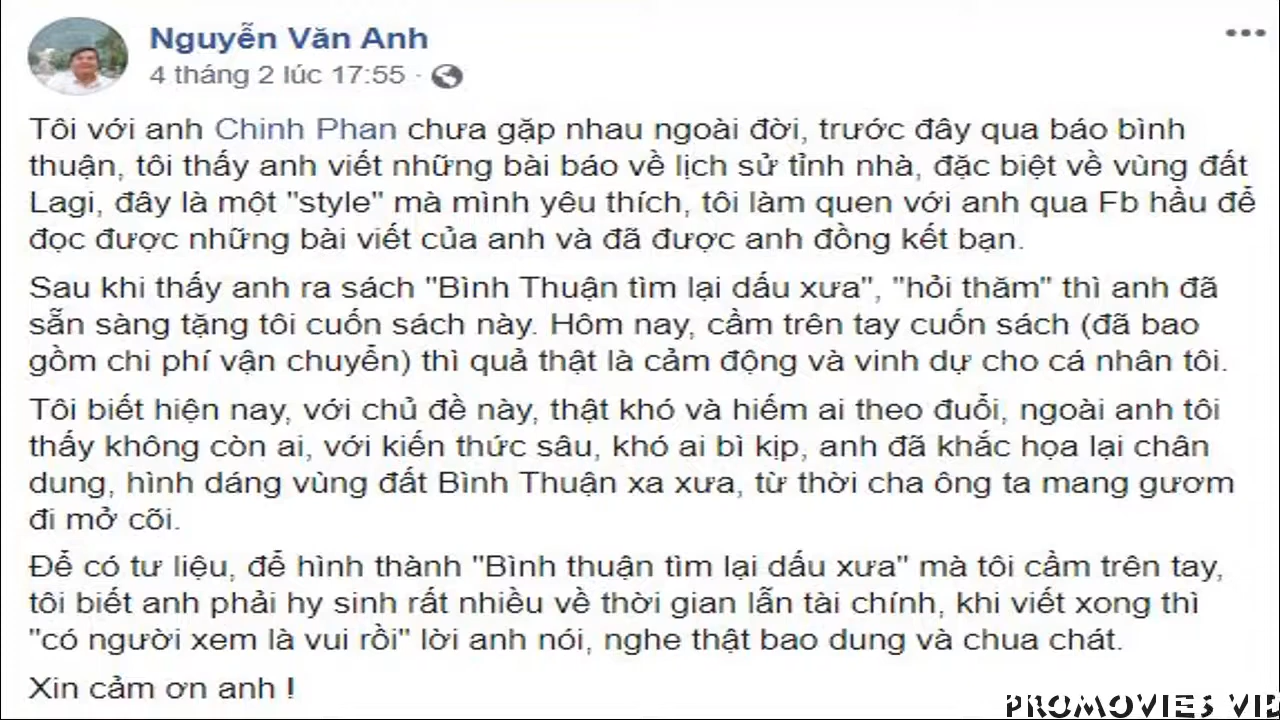 Nguyễn Văn Anh
4 tháng 2 lúc 17:55 ·
Tôi với anh Chinh Phan chưa gặp nhau ngoài đời, trước đây qua báo bình
thuận, tôi thấy anh viết những bài báo về lịch sử tỉnh nhà, đặc biệt về vùng đất
Lagi, đây là một "style" mà mình yêu thích, tôi làm quen với anh qua Fb hầu để
đọc được những bài viết của anh và đã được anh đồng kết bạn.
Sau khi thấy anh ra sách "Bình Thuận tìm lại dấu xưa", "hỏi thăm" thì anh đã
sẵn sàng tặng tôi cuốn sách này. Hôm nay, cầm trên tay cuốn sách (đã bao
gồm chi phí vận chuyển) thì quả thật là cảm động và vinh dự cho cá nhân tôi.
Tôi biết hiện nay, với chủ đề này, thật khó và hiếm ai theo đuổi, ngoài anh tôi
thấy không còn ai, với kiến thức sâu, khó ai bì kịp, anh đã khắc họa lại chân
dung, hình dáng vùng đất Bình Thuận xa xưa, từ thời cha ông ta mang gươm
đi mở cõi.
Để có tư liệu, để hình thành "Bình thuận tìm lại dấu xưa" mà tôi cầm trên tay,
tôi biết anh phải hy sinh rất nhiều về thời gian lẫn tài chính, khi viết xong thì
"có người xem là vui rồi" lời anh nói, nghe thật bao dung và chua chát.
Xin cảm ơn anh !
PROMOVIES VID